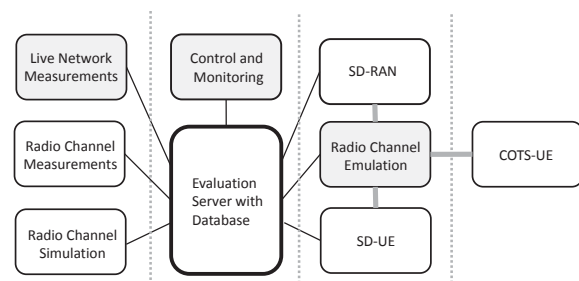 Live Network
Measurements
Control and
Monitoring
SD-RAN
Radio Channel
Measurements
Radio Channel
Emulation
COTS-UE
Evaluation
Server with
Database
Radio Channel
Simulation
SD-UE